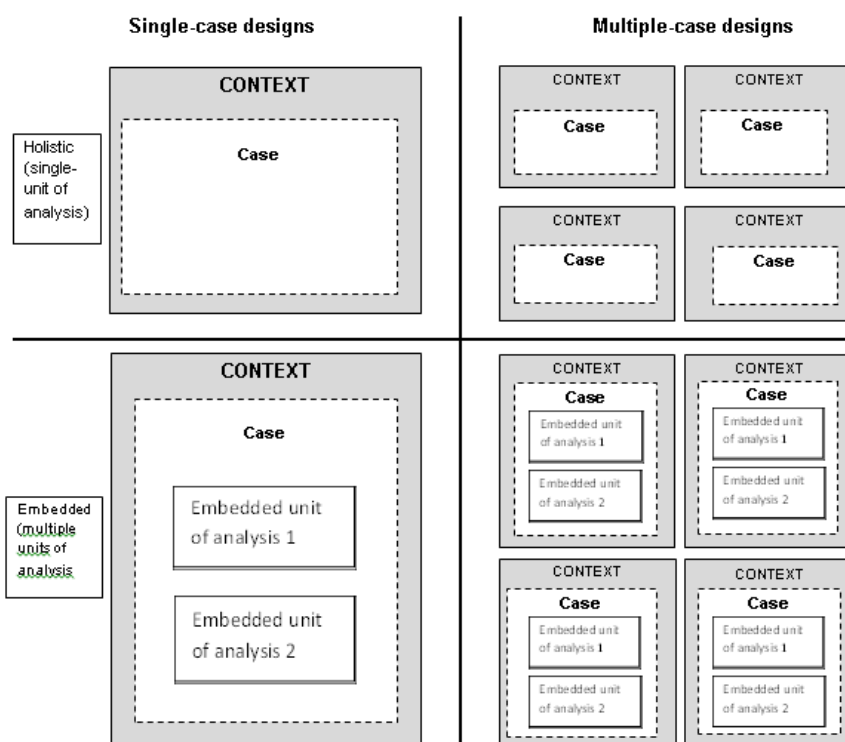 Single-case designs
Multiple-case designs
Holistic
(single-
unit of
analysis)
CONTEXT
Case
CONTEXT
Case
CONTEXT
Case
CONTEXT
Case
CONTEXT
Case
Embedded
(multiple
units of
analysis
CONTEXT
Case
Embedded unit
of analysis 1
Embedded unit
of analysis 2
CONTEXT
Case
Embedded unit
of analysis 1
Embedded unit
of analysis 2
CONTEXT
Case
Embedded unit
of analysis 1
Embedded unit
of analysis 2
CONTEXT
Case
Embedded unit
of analysis 1
Embedded unit
of analysis 2
CONTEXT
Case
Embedded unit
of analysis 1
Embedded unit
of analysis 2